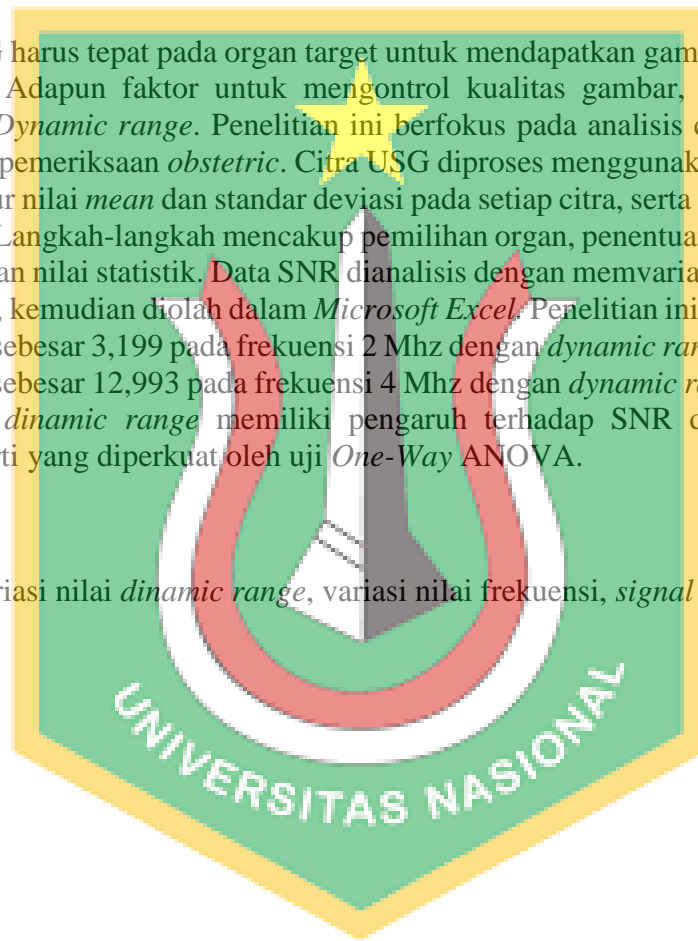 harus tepat pada organ target untuk mendapatkan gam
Adapun faktor untuk mengontrol kualitas gambar,
Dynamic range. Penelitian ini berfokus pada analisis
pemeriksaan obstetric. Citra USG diproses menggunak
ur nilai mean dan standar deviasi pada setiap citra, serta
Langkah-langkah mencakup pemilihan organ, penentua
an nilai statistik. Data SNR dianalisis dengan memvaria
, kemudian diolah dalam Microsoft Excel. Penelitian ini
sebesar 3,199 pada frekuensi 2 Mhz dengan dynamic ran
sebesar 12,993 pada frekuensi 4 Mhz dengan dynamic ra
dinamic range memiliki pengaruh terhadap SNR d
rti yang diperkuat oleh uji One-Way ANOVA.
riasi nilai dinamic range, variasi nilai frekuensi, signal
UNIVERSITAS NASIONAL